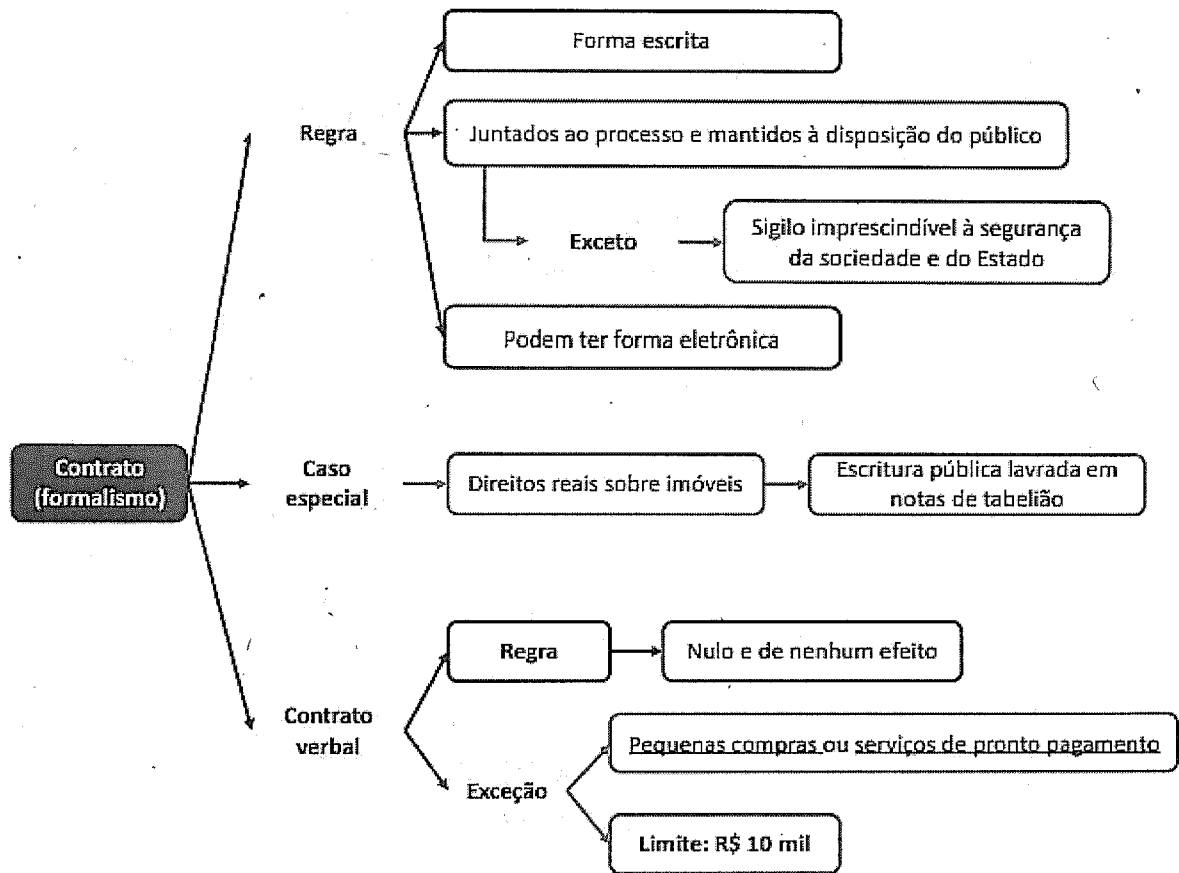 Forma escrita
Regra
Juntados ao processo e mantidos à disposição do público
Exceto
Sigilo imprescindível à segurança
da sociedade e do Estado
Podem ter forma eletrônica
Contrato
(formalismo)
Caso
especial
Direitos reais sobre imóveis
Escritura pública lavrada em
notas de tabelião
Contrato
verbal
Regra
Nulo e de nenhum efeito
Exceção
Pequenas compras ou serviços de pronto pagamento
Limite: R$ 10 mil